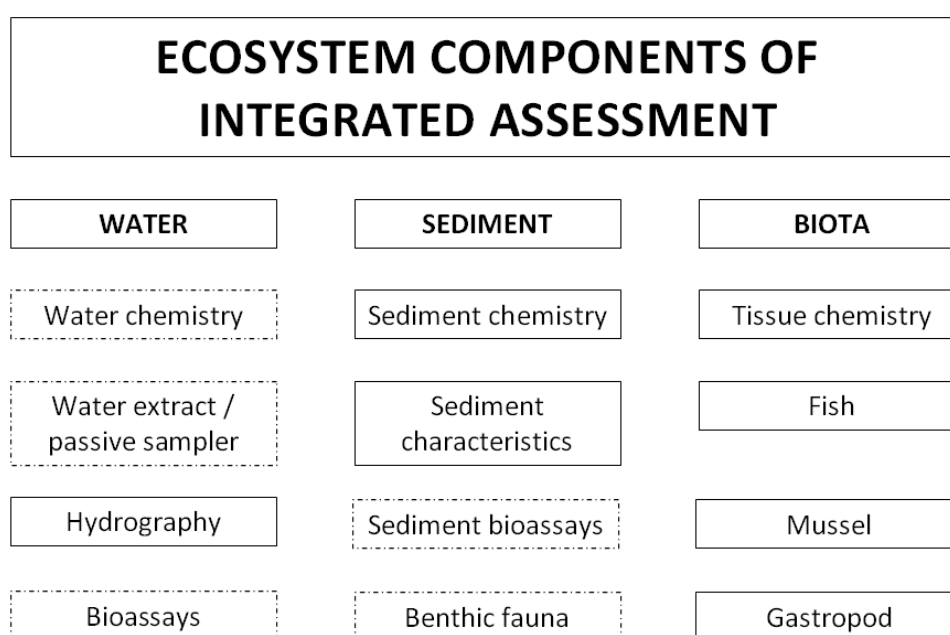 ECOSYSTEM COMPONENTS OF
INTEGRATED ASSESSMENT
WATER
Water chemistry
Water extract /
passive sampler
Hydrography
Bioassays
SEDIMENT
Sediment chemistry
Sediment
characteristics
Sediment bioassays
Benthic fauna
BIOTA
Tissue chemistry
Fish
Mussel
Gastropod